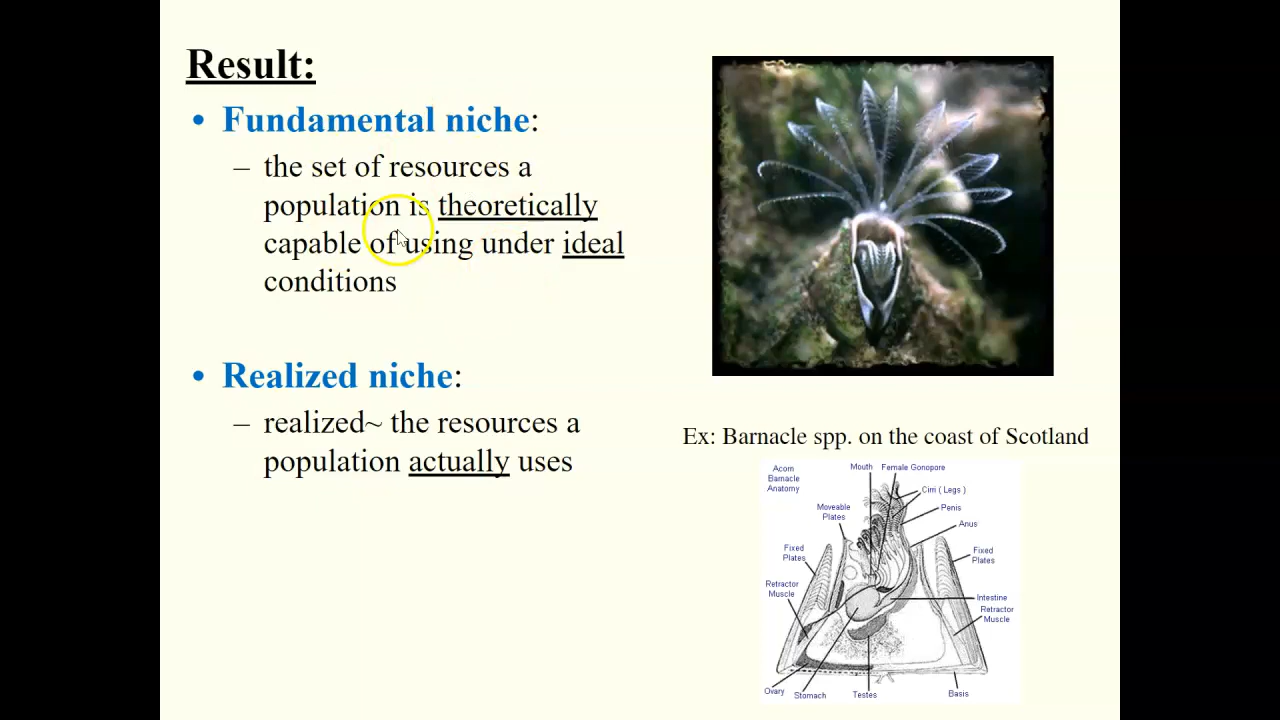 Result:
• Fundamental niche:
– the set of resources a
population is theoretically
capable of using under ideal
conditions
• Realized niche:
– realized~ the resources a
population actually uses
Ex: Barnacle spp. on the coast of Scotland
Acorn
Barnacle
Anatomy
Mouth
Female Gonopore
Cirri ( Legs )
Penis
Anus
Moveable
Plates
Fixed
Plates
Fixed
Plates
Retractor
Muscle
Intestine
Retractor
Muscle
Ovary
Stomach
Testes
Basis